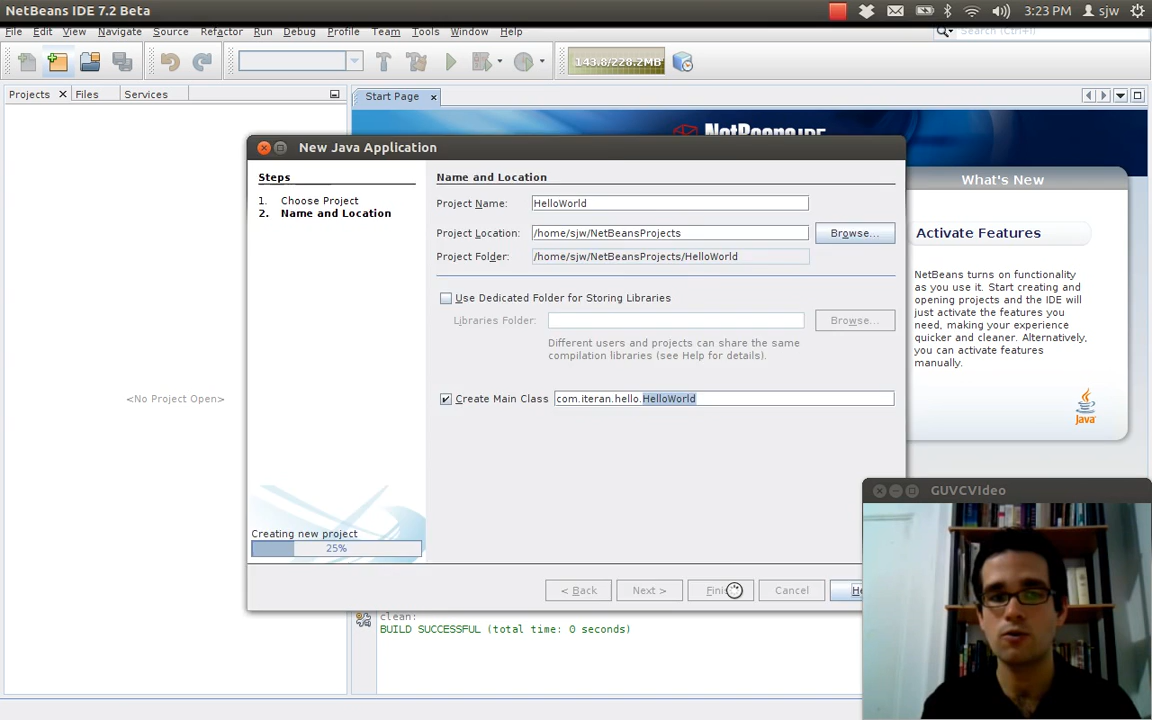 NetBeans IDE 7.2 Beta
3:23 PM sjw
File Edit View Navigate Source Refactor Run Debug Profile Team Tools Window Help
Search (Ctrl+I)
143.8/228.2MB
Projects Files Services
Start Page
NetBeans IDE
New Java Application
What's New
Steps
Name and Location
1. Choose Project
2. Name and Location
Project Name: HelloWorld
Project Location: /home/sjw/NetBeansProjects Browse...
Project Folder: /home/sjw/NetBeansProjects/HelloWorld
Activate Features
NetBeans turns on functionality
as you use it. Start creating and
opening projects and the IDE will
just activate the features you
need, making your experience
quicker and cleaner. Alternatively,
you can activate features
manually.
Use Dedicated Folder for Storing Libraries
Libraries Folder: Browse...
Different users and projects can share the same
compilation libraries (see Help for details).
<No Project Open>
Create Main Class com.iteran.hello.HelloWorld
Java
GUVCVideo
Creating new project
25%
< Back Next > Cancel
clean:
BUILD SUCCESSFUL (total time: 0 seconds)